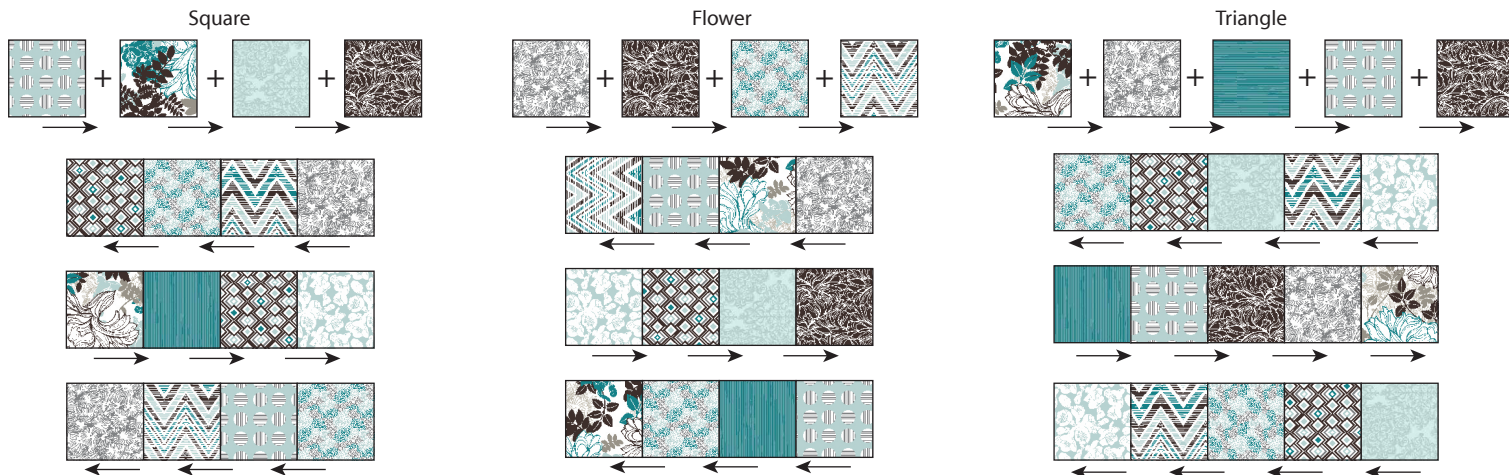 Square
Flower
Triangle
+ + +
+ + +
+ + + +